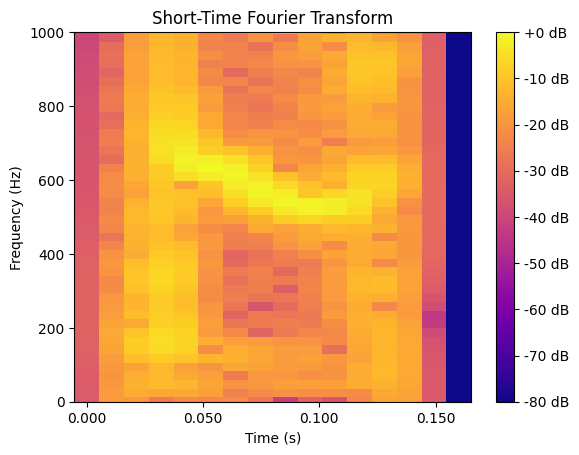 Short-Time Fourier Transform
1000
800
600
400
200
0
Frequency (Hz)
0.000
0.050
0.100
0.150
Time (s)
+0 dB
-10 dB
-20 dB
-30 dB
-40 dB
-50 dB
-60 dB
-70 dB
-80 dB